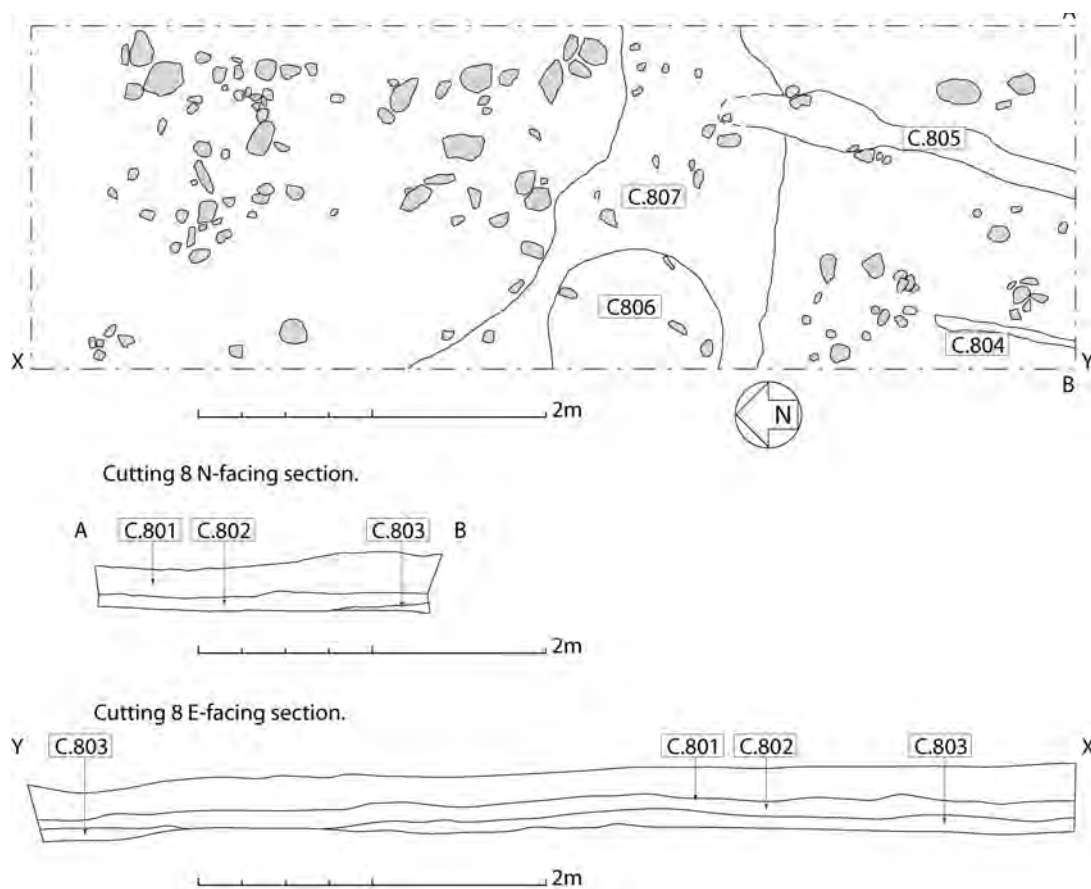 A
C.805
C.807
C806
C.804
X
Y
B
2m
N
Cutting 8 N-facing section.
A C.801 C.802 C.803 B
2m
Cutting 8 E-facing section.
Y C.803 C.801 C.802 C.803 X
2m